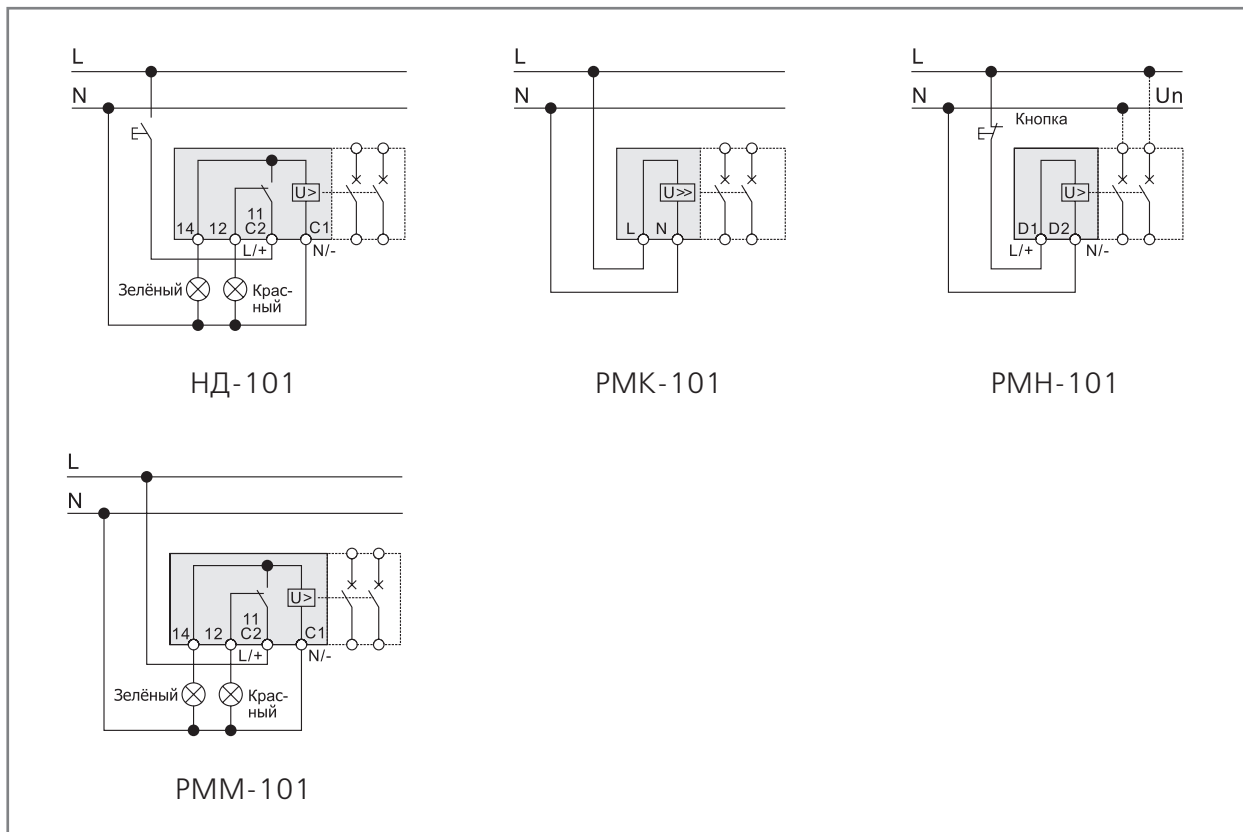 L
N
U>
11
14
12
C2
C1
L/+
N/-
Зелёный
Крас-
ный
НД-101
L
N
U>>
L
N
РМК-101
L
N
Un
Кнопка
U>
D1
D2
L/+
N/-
РМН-101
L
N
U>
11
14
12
C2
C1
L/+
N/-
Зелёный
Крас-
ный
РММ-101